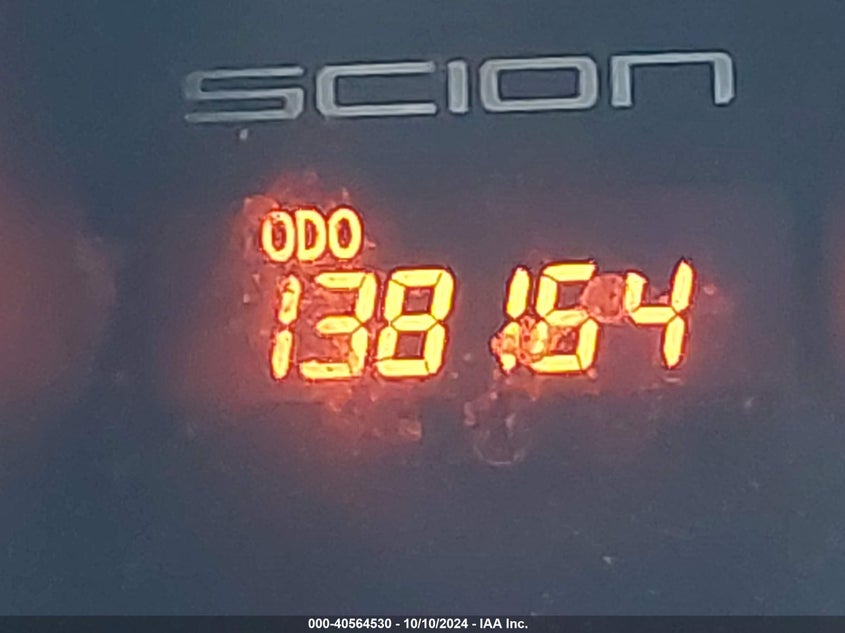 SCION
ODO
138164
000-40564530 - 10/10/2024 - IAA Inc.